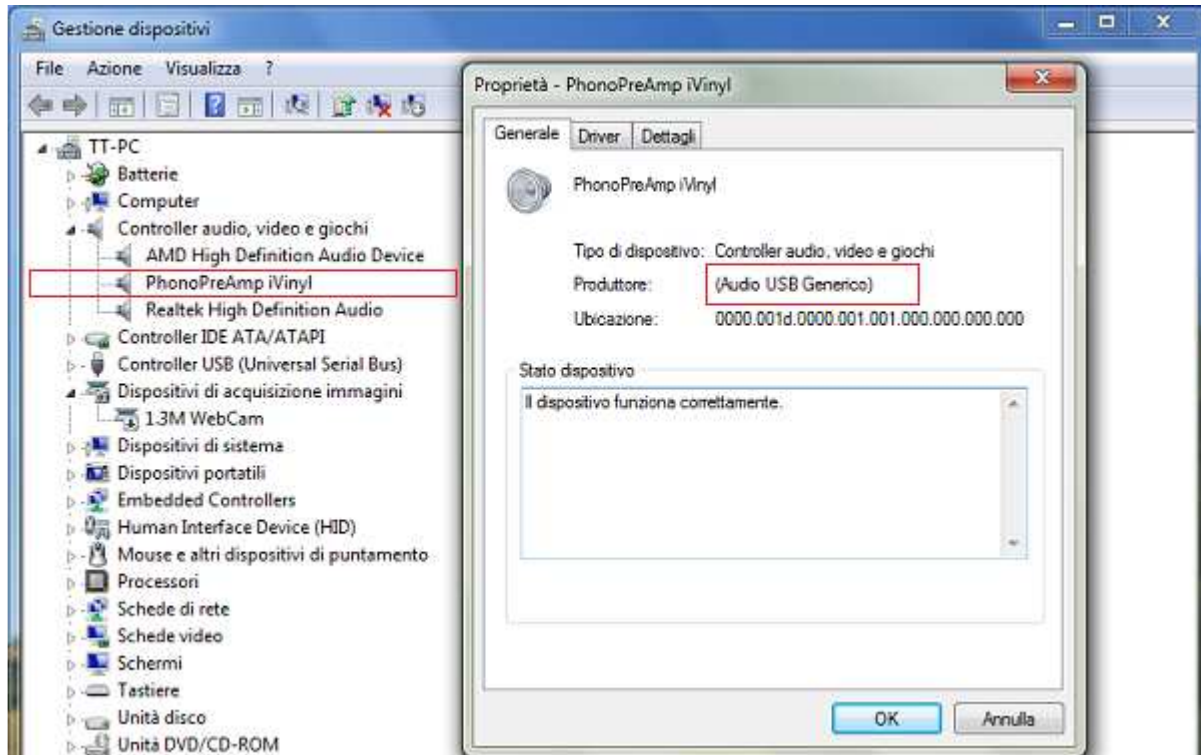 Gestione dispositivi
File Azione Visualizza ?
TT-PC
Batterie
Computer
Controller audio, video e giochi
AMD High Definition Audio Device
PhonoPreAmp iVinyl
Realtek High Definition Audio
Controller IDE ATA/ATAPI
Controller USB (Universal Serial Bus)
Dispositivi di acquisizione immagini
1.3M WebCam
Dispositivi di sistema
Dispositivi portatili
Embedded Controllers
Human Interface Device (HID)
Mouse e altri dispositivi di puntamento
Processori
Schede di rete
Schede video
Schermi
Tastiere
Unità disco
Unità DVD/CD-ROM
Proprietà - PhonoPreAmp iVinyl
Generale Driver Dettagli
PhonoPreAmp iVinyl
Tipo di dispositivo: Controller audio, video e giochi
Produttore: (Audio USB Generico)
Ubicazione: 0000.001d.0000.001.001.000.000.000.000
Stato dispositivo
Il dispositivo funziona correttamente.
OK Annulla